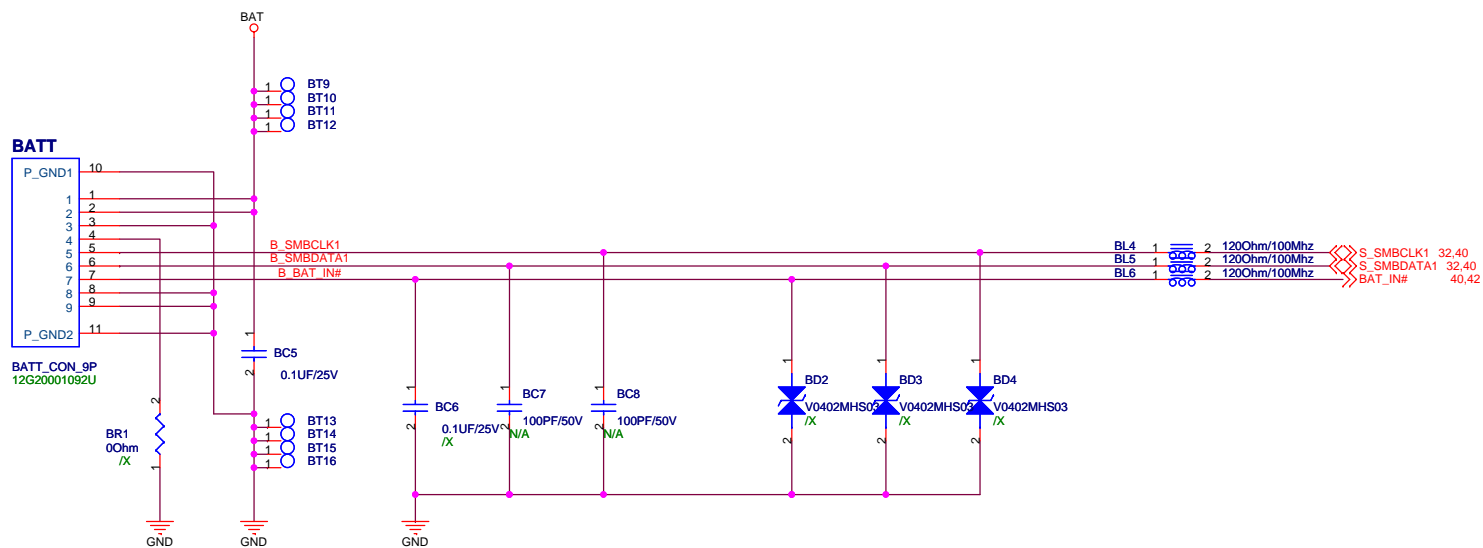 BAT
1 BT9
1 BT10
1 BT11
1 BT12
BATT
P_GND1 10
1 1
2 2
3 3
4 4
5 5
6 6
7 7
8 8
9 9
P_GND2 11
BATT_CON_9P
12G20001092U
B_SMBCLK1
B_SMBDATA1
B_BAT_IN#
BL4 1 2 120Ohm/100Mhz S_SMBCLK1 32,40
BL5 1 2 120Ohm/100Mhz S_SMBDATA1 32,40
BL6 1 2 120Ohm/100Mhz BAT_IN# 40,42
1
BC5
0.1UF/25V
2
2
BR1
0Ohm
/X
1
1 BT13
1 BT14
1 BT15
1 BT16
1
BC6
0.1UF/25V
2
/X
1
BC7
100PF/50V
2
N/A
1
BC8
100PF/50V
2
N/A
1
BD2
V0402MHS03
/X
2
1
BD3
V0402MHS03
/X
2
1
BD4
V0402MHS03
/X
2
GND
GND
GND